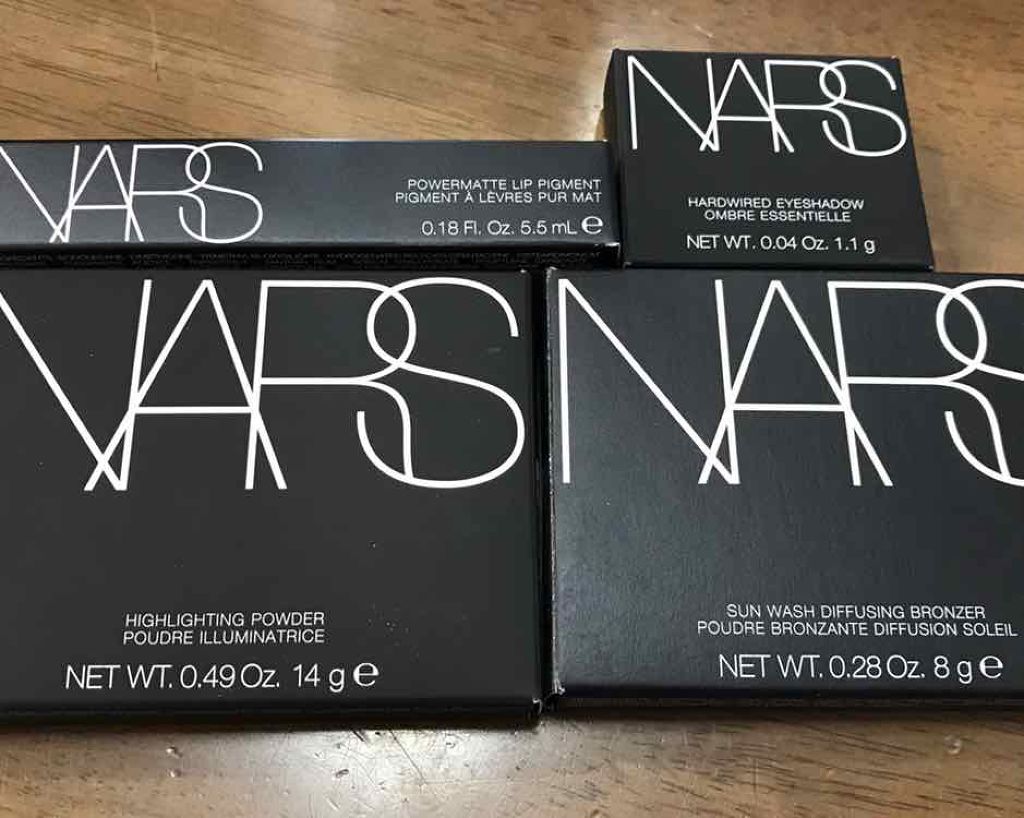 NARS
POWERMATTE LIP PIGMENT
PIGMENT À LÈVRES PUR MAT
0.18 Fl. Oz. 5.5 mL ℮
NARS
HARDWIRED EYESHADOW
OMBRE ESSENTIELLE
NET WT. 0.04 Oz. 1.1 g
NARS
HIGHLIGHTING POWDER
POUDRE ILLUMINATRICE
NET WT. 0.49 Oz. 14 g ℮
NARS
SUN WASH DIFFUSING BRONZER
POUDRE BRONZANTE DIFFUSION SOLEIL
NET WT. 0.28 Oz. 8 g ℮